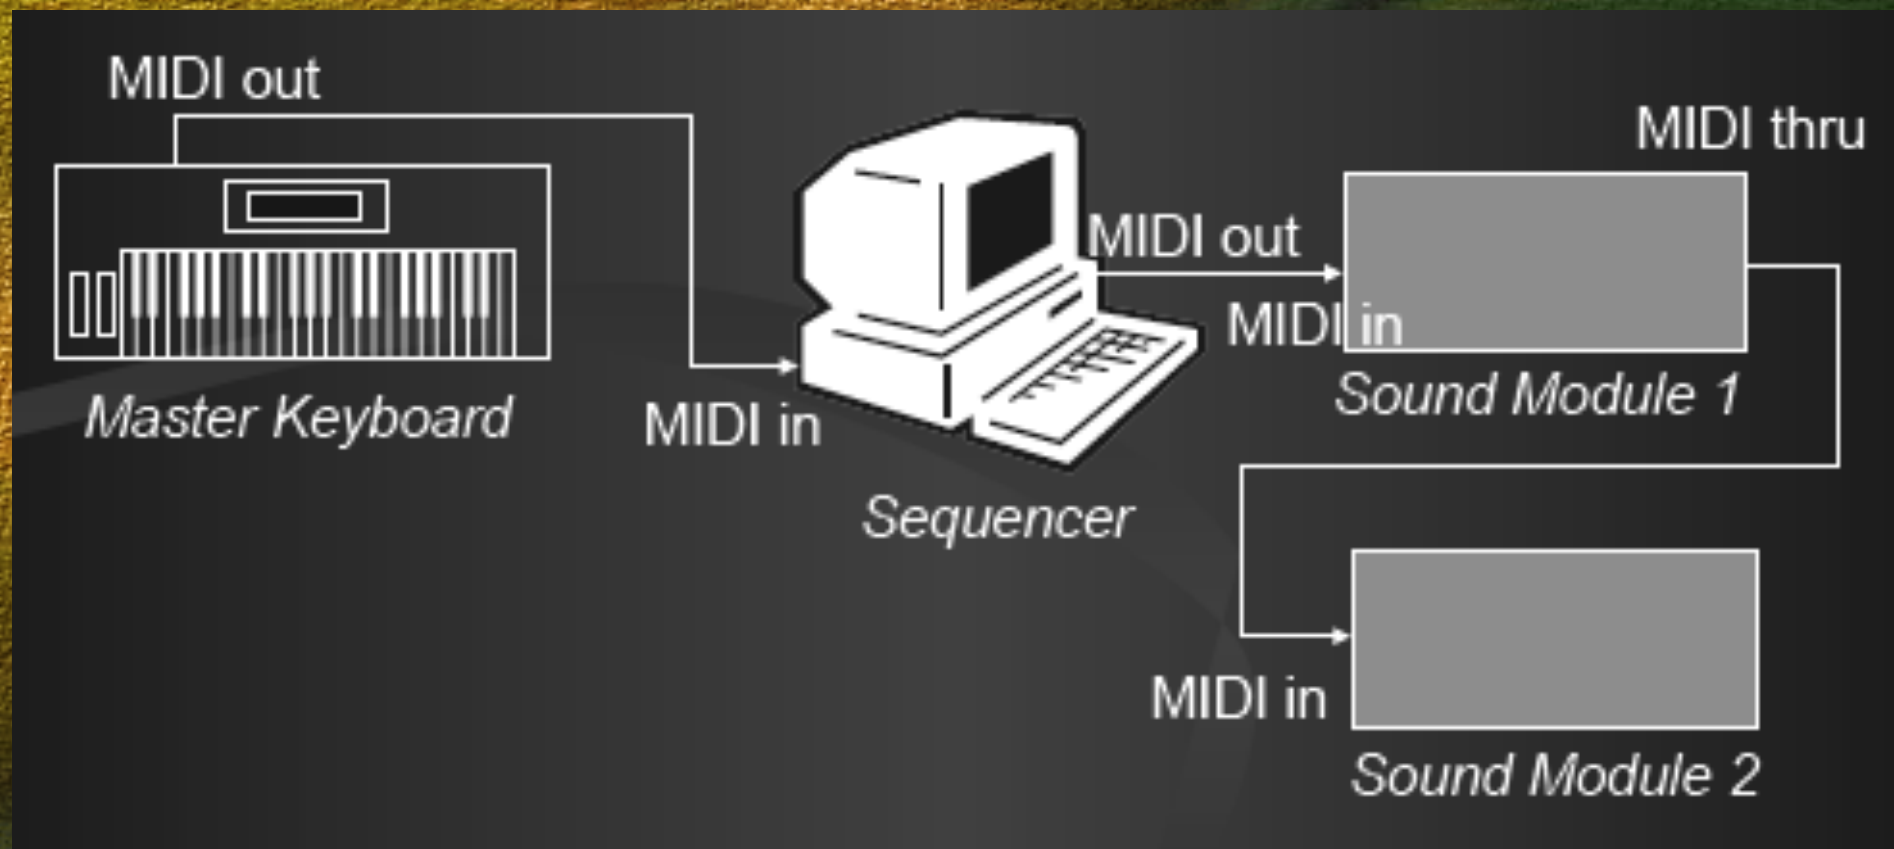 MIDI out
MIDI thru
MIDI out
MIDI in
Sound Module 1
Master Keyboard
MIDI in
Sequencer
MIDI in
Sound Module 2